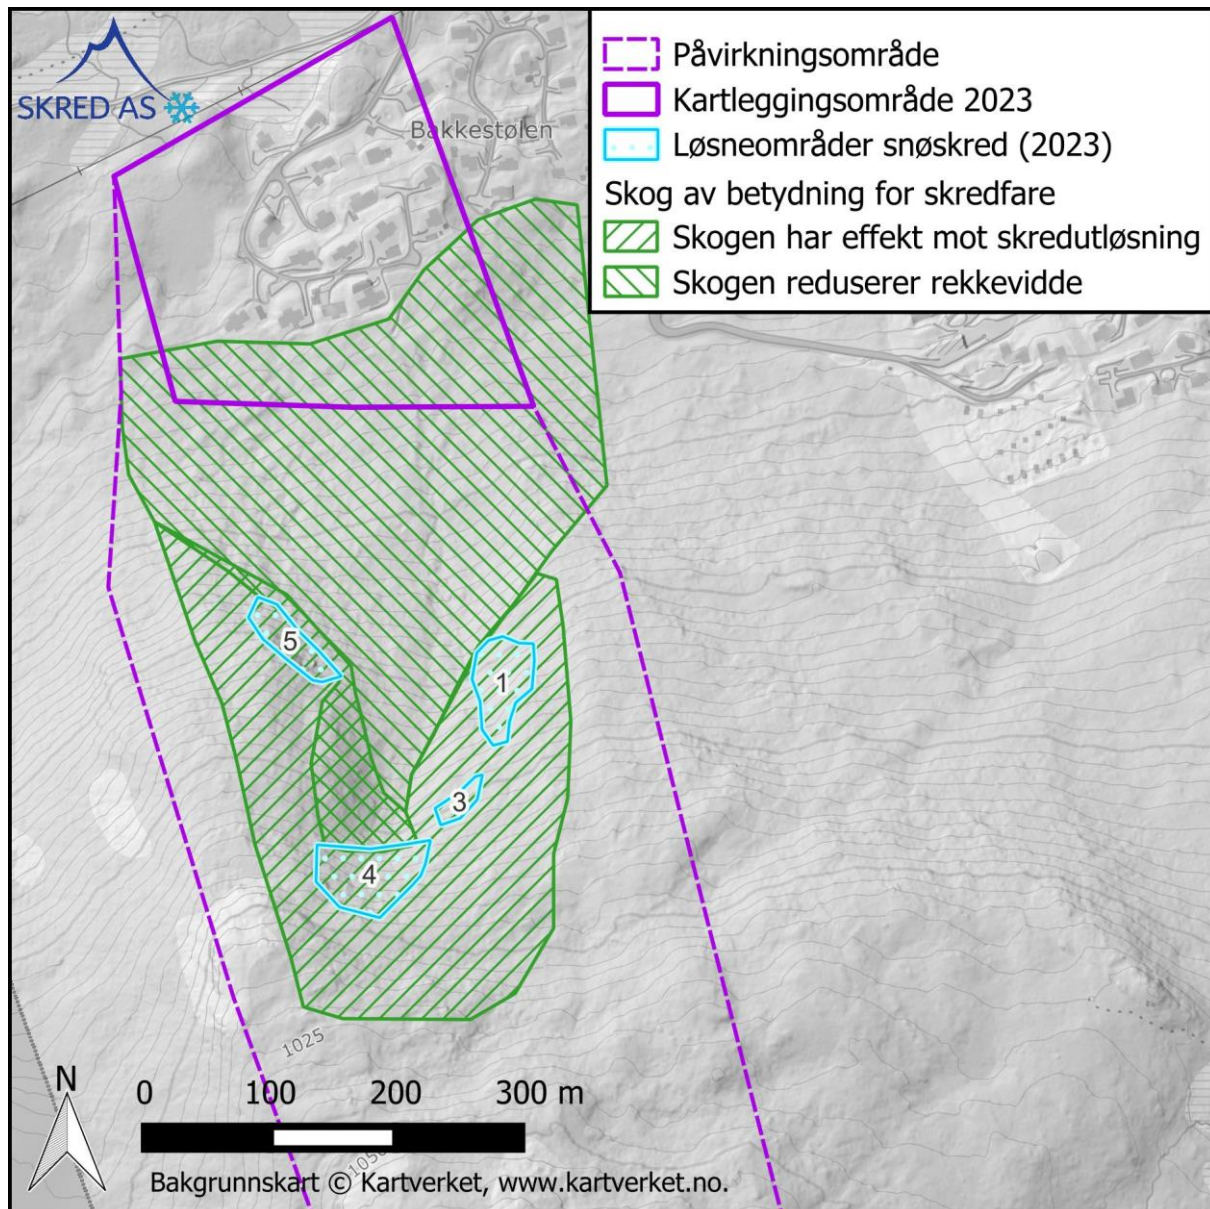 SKRED AS
Bakkestølen
Påvirkningsområde
Kartleggingsområde 2023
Løsneområder snøskred (2023)
Skog av betydning for skredfare
Skogen har effekt mot skredutløsning
Skogen reduserer rekkevidde
5
1
3
4
1025
N
0 100 200 300 m
1050
Bakgrunnskart © Kartverket, www.kartverket.no.